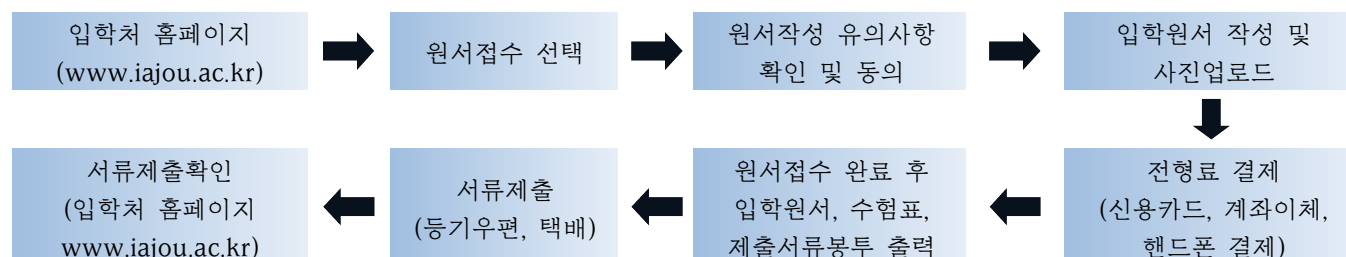 입학처 홈페이지
(www.iajou.ac.kr)
원서접수 선택
원서작성 유의사항
확인 및 동의
입학원서 작성 및
사진업로드
전형료 결제
(신용카드, 계좌이체,
핸드폰 결제)
원서접수 완료 후
입학원서, 수험표,
제출서류봉투 출력
서류제출
(등기우편, 택배)
서류제출확인
(입학처 홈페이지
www.iajou.ac.kr)